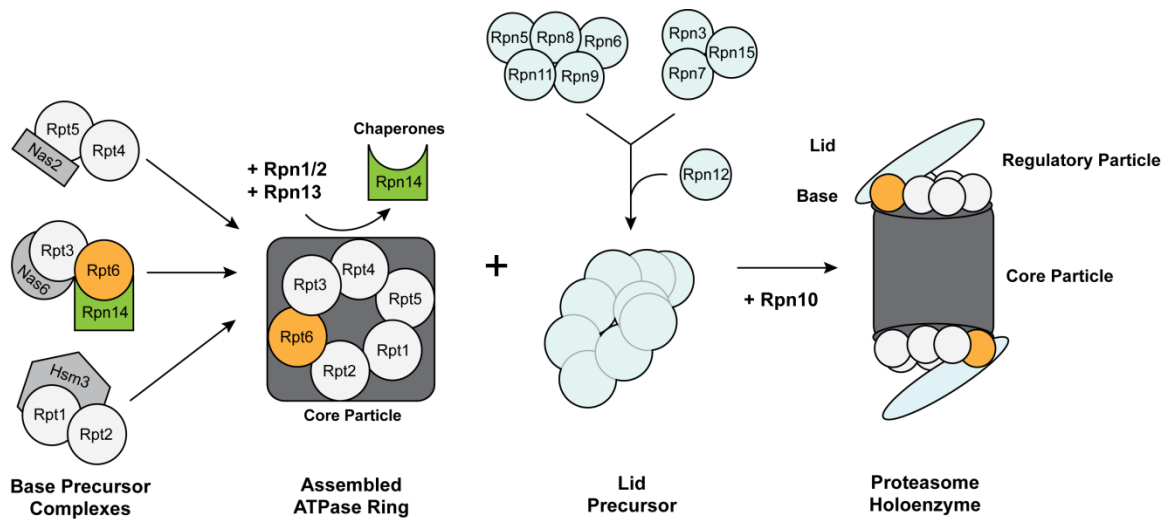 Rpt5
Rpt4
Nas2
Rpt3
Rpt6
Nas6
Rpn14
Hsm3
Rpt1
Rpt2
Base Precursor
Complexes
+ Rpn1/2
+ Rpn13
Chaperones
Rpn14
Rpt4
Rpt3
Rpt5
Rpt6
Rpt1
Rpt2
Core Particle
Assembled
ATPase Ring
+
Rpn5
Rpn8
Rpn6
Rpn11
Rpn9
Rpn3
Rpn15
Rpn7
Rpn12
Lid
Precursor
+ Rpn10
Lid
Base
Regulatory Particle
Core Particle
Proteasome
Holoenzyme